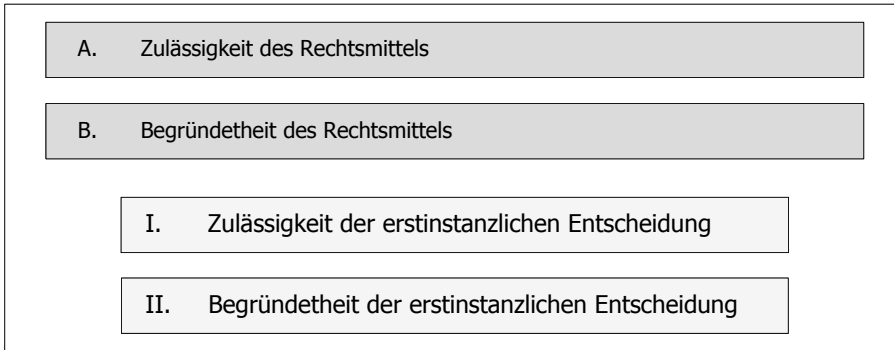 A. Zulässigkeit des Rechtsmittels
B. Begründetheit des Rechtsmittels
I. Zulässigkeit der erstinstanzlichen Entscheidung
II. Begründetheit der erstinstanzlichen Entscheidung